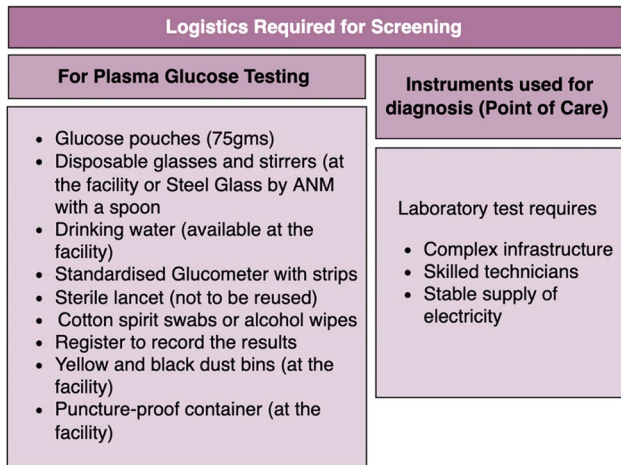 Logistics Required for Screening
For Plasma Glucose Testing
• Glucose pouches (75gms)
• Disposable glasses and stirrers (at
the facility or Steel Glass by ANM
with a spoon
• Drinking water (available at the
facility)
• Standardised Glucometer with strips
• Sterile lancet (not to be reused)
• Cotton spirit swabs or alcohol wipes
• Register to record the results
• Yellow and black dust bins (at the
facility)
• Puncture-proof container (at the
facility)
Instruments used for
diagnosis (Point of Care)
Laboratory test requires
• Complex infrastructure
• Skilled technicians
• Stable supply of
electricity